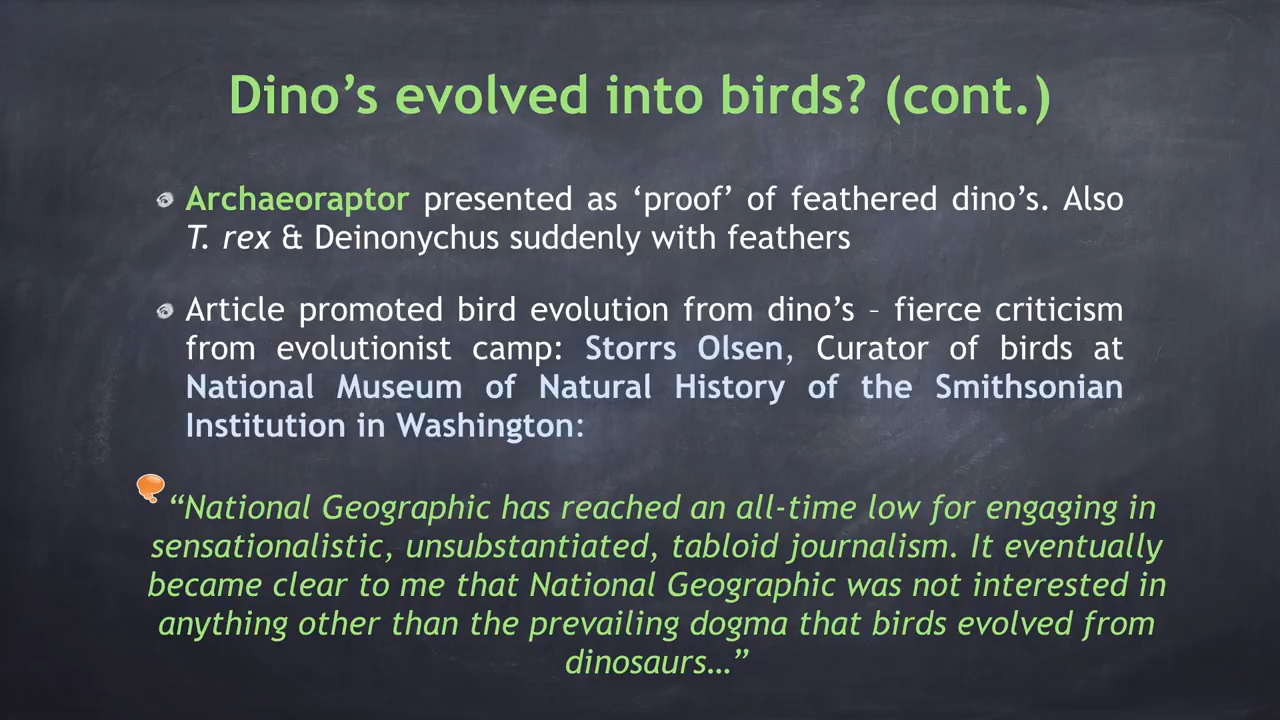 Dino’s evolved into birds? (cont.)
Archaeoraptor presented as ‘proof’ of feathered dino’s. Also
T. rex & Deinonychus suddenly with feathers
Article promoted bird evolution from dino’s – fierce criticism
from evolutionist camp: Storrs Olsen, Curator of birds at
National Museum of Natural History of the Smithsonian
Institution in Washington:
“National Geographic has reached an all-time low for engaging in
sensationalistic, unsubstantiated, tabloid journalism. It eventually
became clear to me that National Geographic was not interested in
anything other than the prevailing dogma that birds evolved from
dinosaurs…”